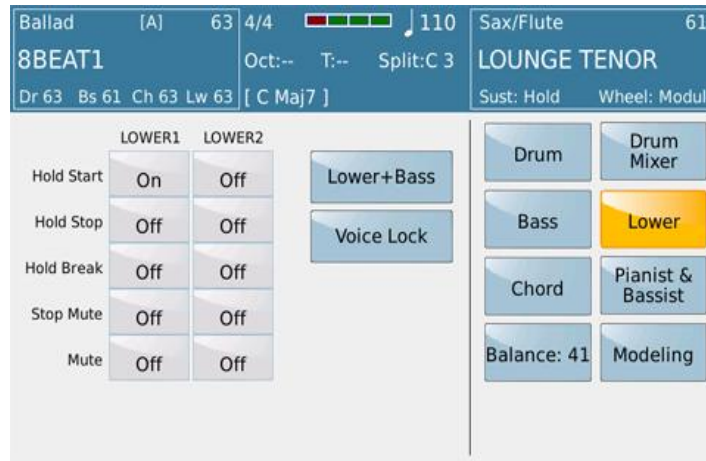 Ballad [A] 63 4/4 110 Sax/Flute 61
8BEAT1 Oct:-- T:-- Split:C 3 LOUNGE TENOR
Dr 63 Bs 61 Ch 63 Lw 63 [ C Maj7 ] Sust: Hold Wheel: Modul
LOWER1 LOWER2
Hold Start On Off
Hold Stop Off Off
Hold Break Off Off
Stop Mute Off Off
Mute Off Off
Lower+Bass
Voice Lock
Drum
Drum
Mixer
Bass
Lower
Chord
Pianist &
Bassist
Balance: 41
Modeling